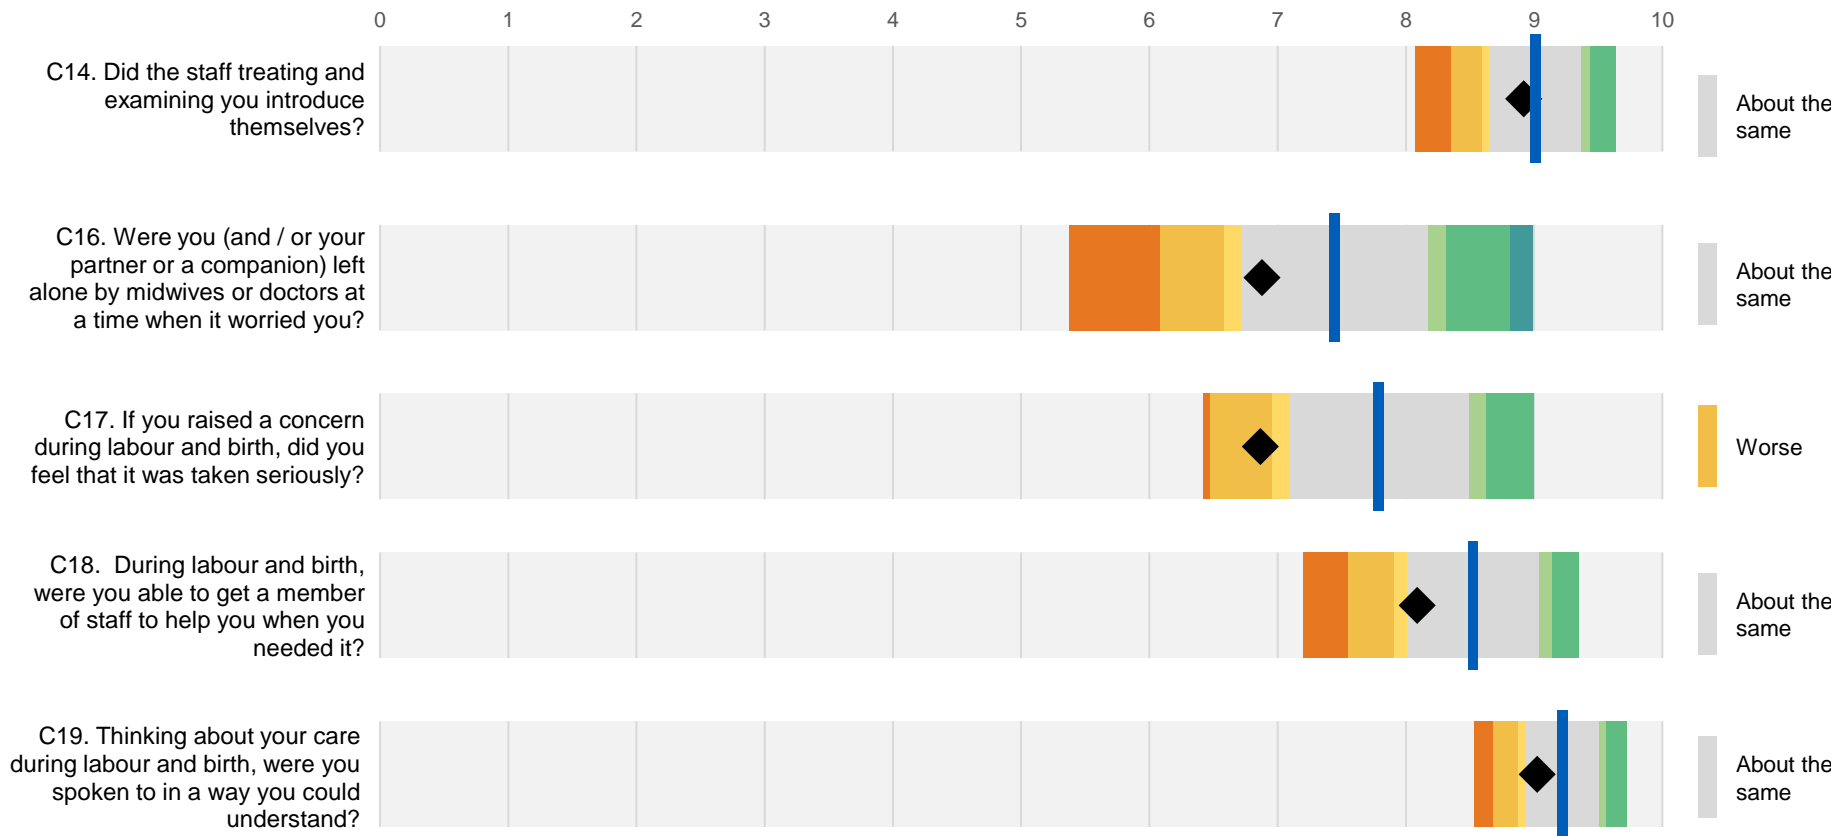 0 1 2 3 4 5 6 7 8 9 10
C14. Did the staff treating and
examining you introduce
themselves?
About the
same
C16. Were you (and / or your
partner or a companion) left
alone by midwives or doctors at
a time when it worried you?
About the
same
C17. If you raised a concern
during labour and birth, did you
feel that it was taken seriously?
Worse
C18.  During labour and birth,
were you able to get a member
of staff to help you when you
needed it?
About the
same
C19. Thinking about your care
during labour and birth, were you
spoken to in a way you could
understand?
About the
same